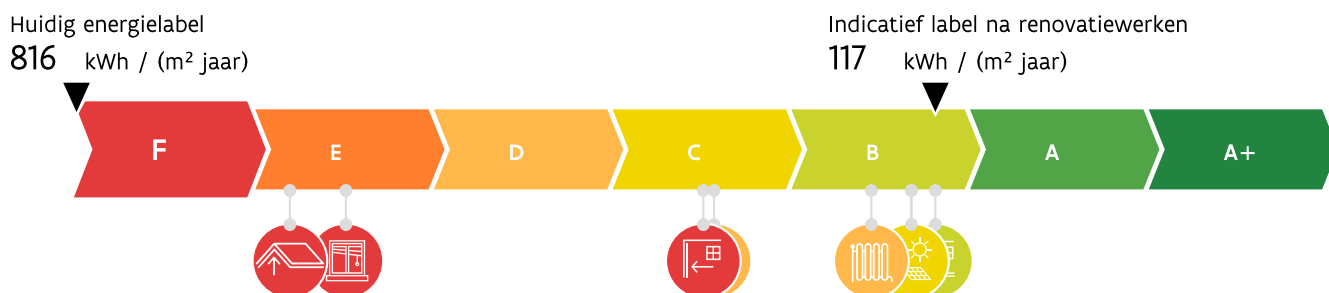 Huidig energielabel
816 kWh / (m² jaar)
Indicatief label na renovatiewerken
117 kWh / (m² jaar)
F E D C B A A+